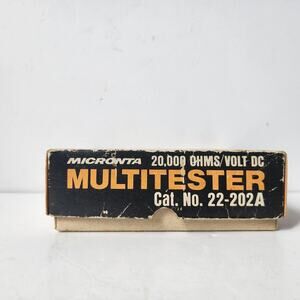 MICRONTA 20,000 OHMS/VOLT DC
MULTITESTER
Cat. No. 22-202A